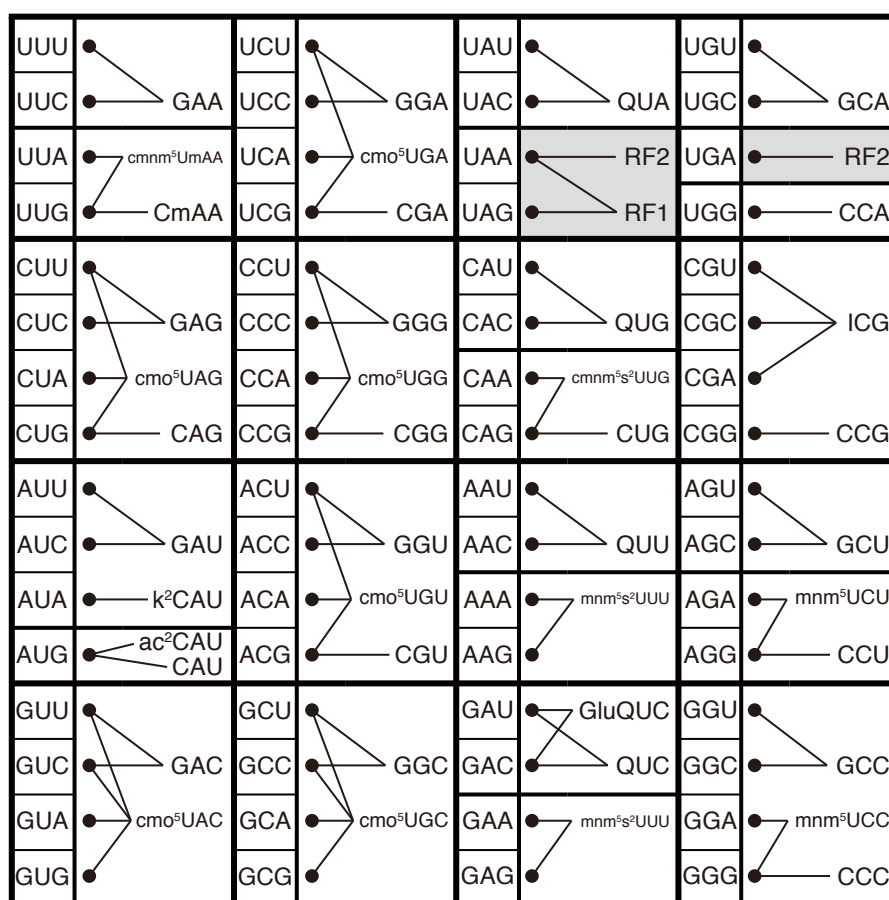 UUU UCU UAU UGU
UUC GAA UCC GGA UAC QUA UGC GCA
UUA cmnm⁵UmAA UCA cmo⁵UGA UAA RF2 UGA RF2
UUG CmAA UCG CGA UAG RF1 UGG CCA
CUU CCU CAU CGU
CUC GAG CCC GGG CAC QUG CGC ICG
CUA cmo⁵UAG CCA cmo⁵UGG CAA cmnm⁵s²UUG CGA
CUG CAG CCG CGG CAG CUG CGG CCG
AUU ACU AAU AGU
AUC GAU ACC GGU AAC QUU AGC GCU
AUA k²CAU ACA cmo⁵UGU AAA mnm⁵s²UUU AGA mnm⁵UCU
AUG ac²CAU CAU ACG CGU AAG AGG CCU
GUU GCU GAU GluQUC GGU
GUC GAC GCC GGC GAC QUC GGC GCC
GUA cmo⁵UAC GCA cmo⁵UGC GAA mnm⁵s²UUU GGA mnm⁵UCC
GUG GCG GAG GGG CCC